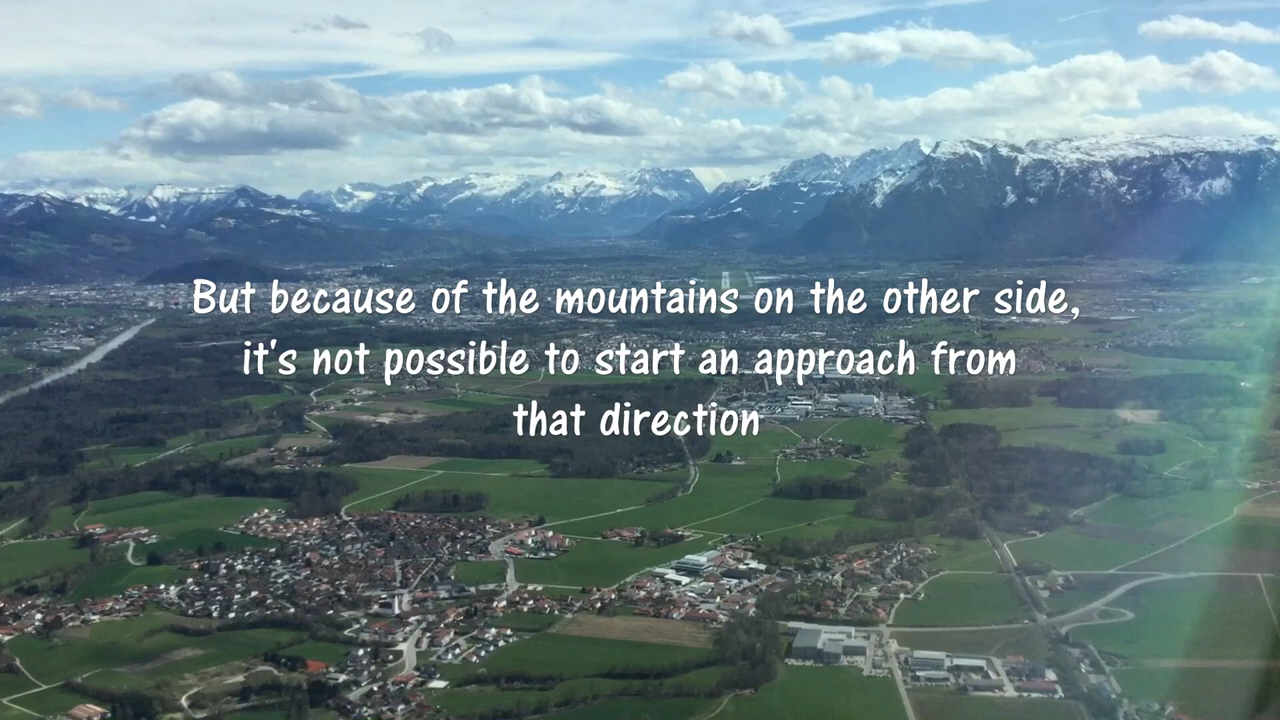 But because of the mountains on the other side,
it's not possible to start an approach from
that direction